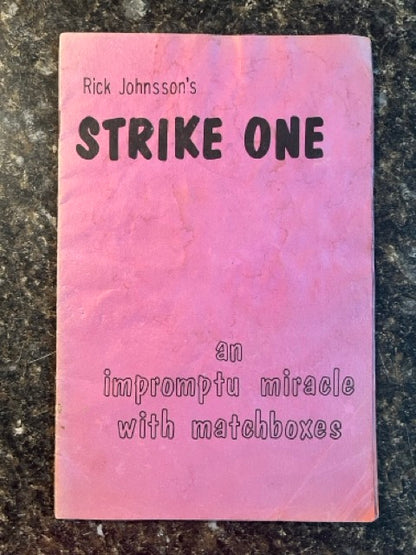 Rick Johnsson's
STRIKE ONE
an
impromptu miracle
with matchboxes